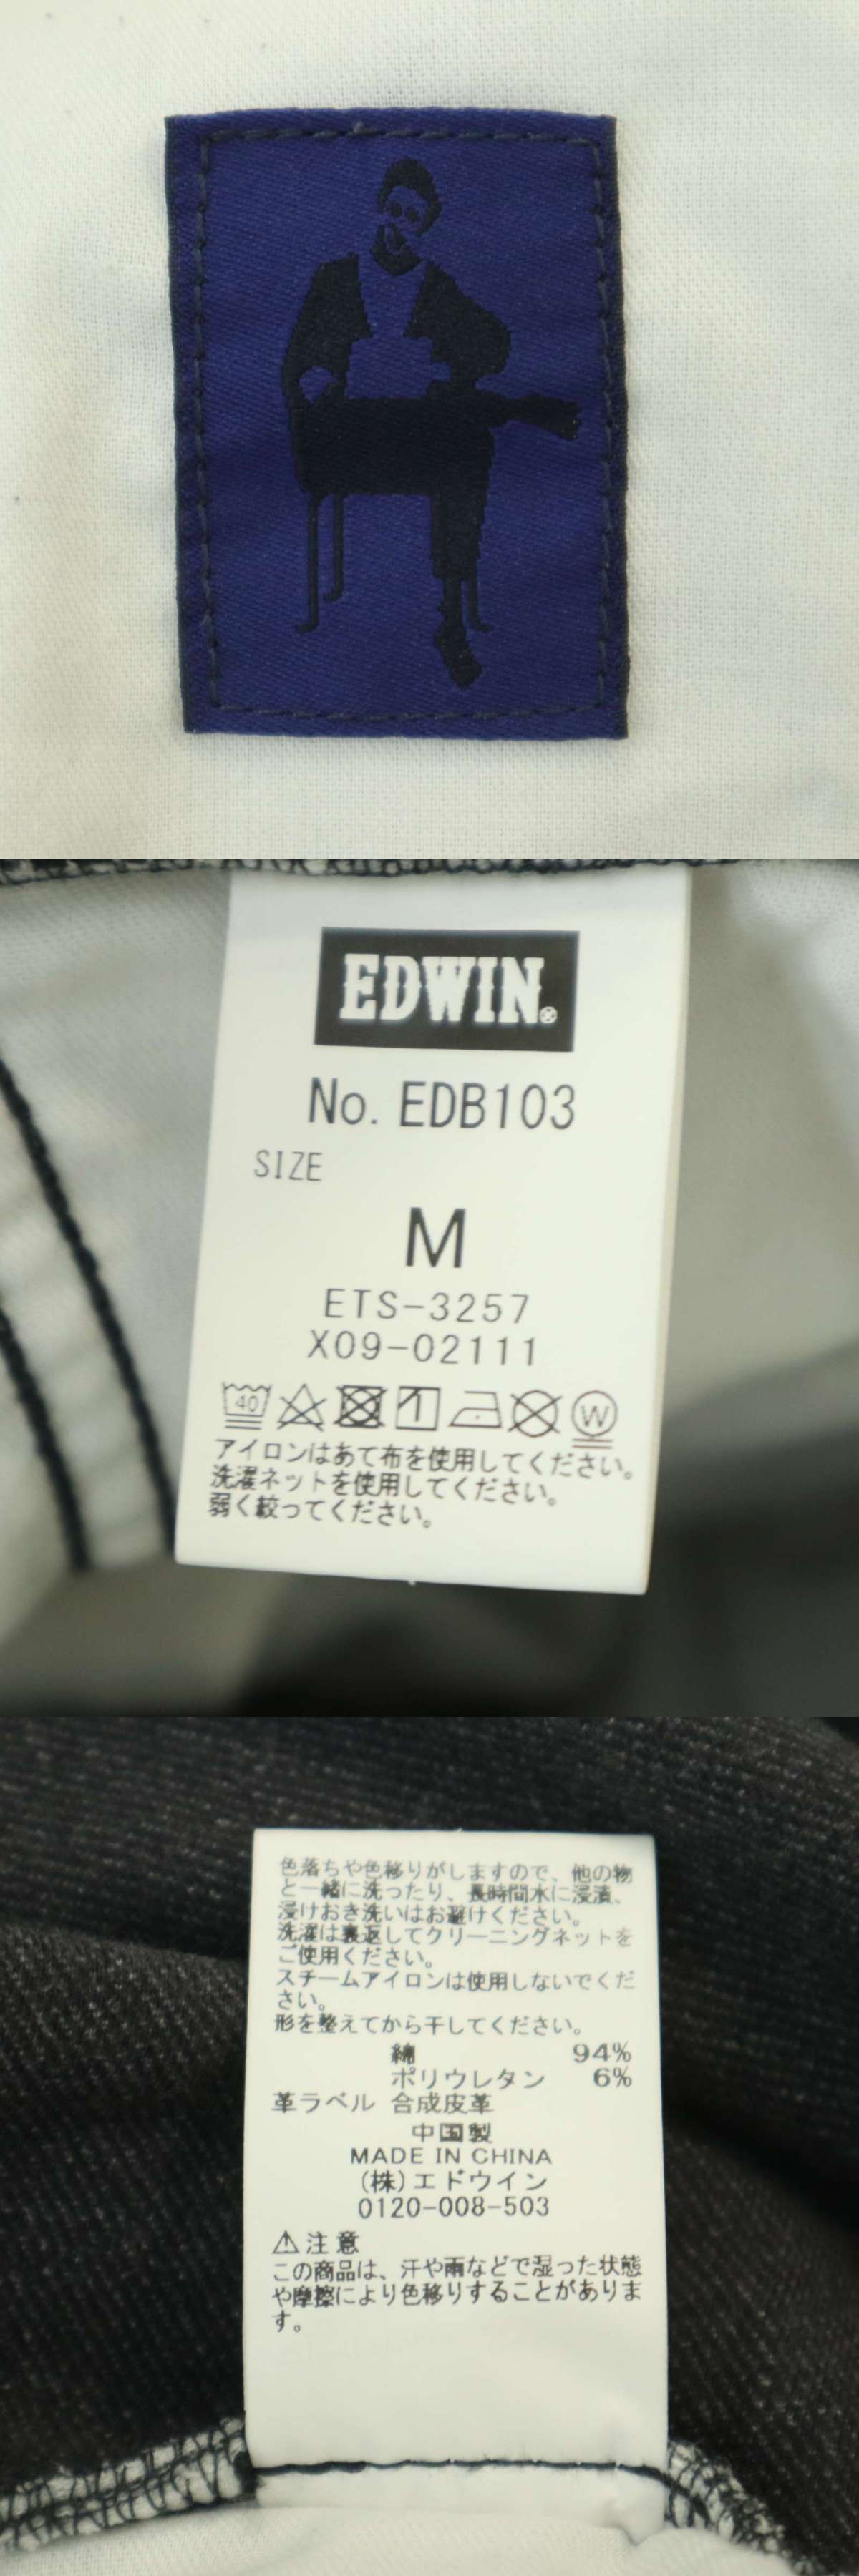 EDWIN®
No. EDB103
SIZE
M
ETS-3257
X09-02111
40
W
アイロンはあて布を使用してください。
洗濯ネットを使用してください。
弱く絞ってください。
色落ちや色移りがしますので、他の物
と一緒に洗ったり、長時間水に浸漬、
浸けおき洗いはお避けください。
洗濯は裏返してクリーニングネットを
ご使用ください。
スチームアイロンは使用しないでくだ
さい。
形を整えてから干してください。
綿 94%
ポリウレタン 6%
革ラベル 合成皮革
中国製
MADE IN CHINA
(株)エドウイン
0120-008-503
⚠注意
この商品は、汗や雨などで湿った状態
や摩擦により色移りすることがありま
す。